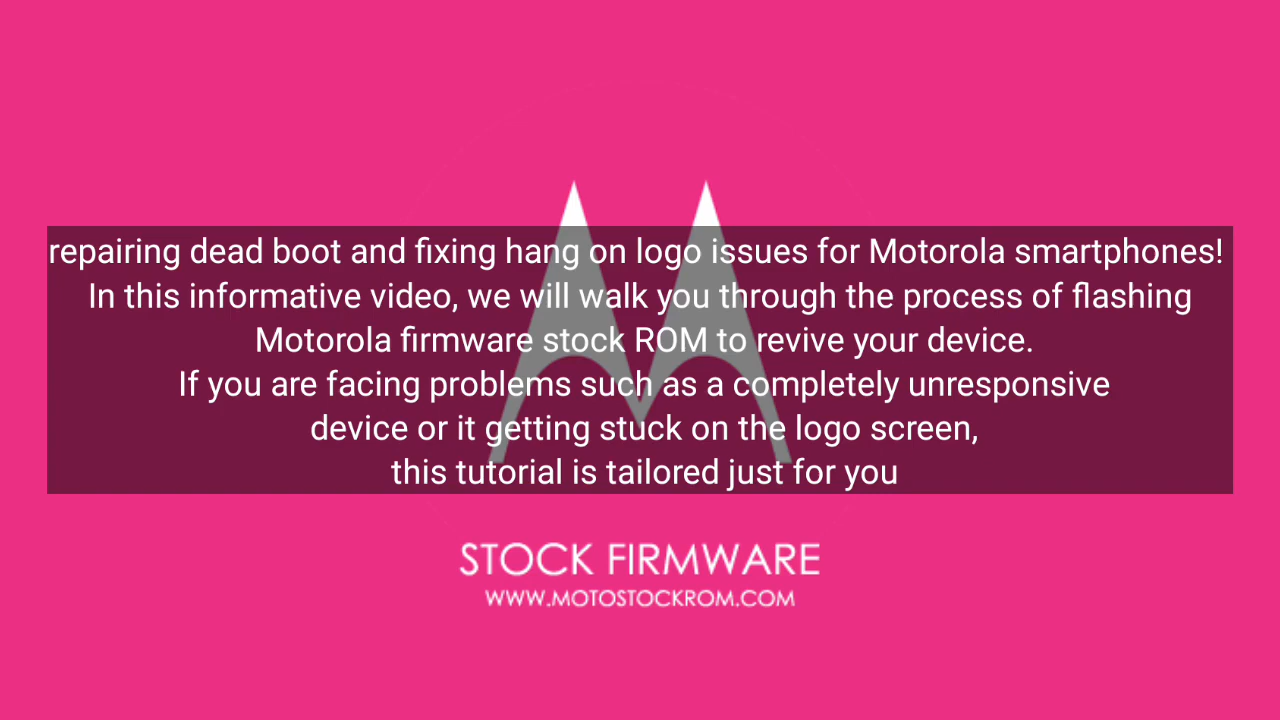 repairing dead boot and fixing hang on logo issues for Motorola smartphones!
In this informative video, we will walk you through the process of flashing
Motorola firmware stock ROM to revive your device.
If you are facing problems such as a completely unresponsive
device or it getting stuck on the logo screen,
this tutorial is tailored just for you
STOCK FIRMWARE
WWW.MOTOSTOCKROM.COM